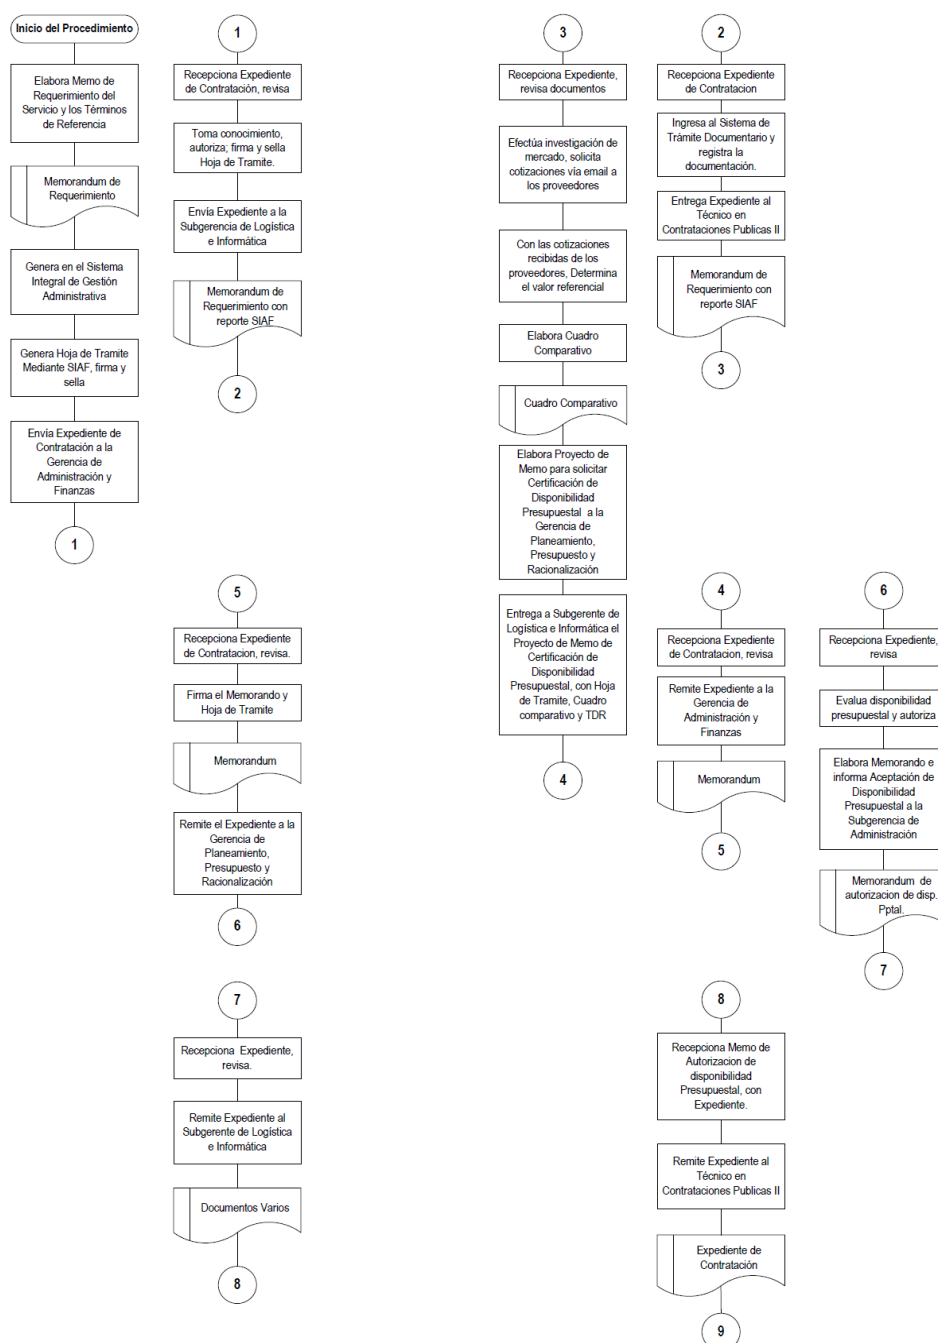 Inicio del Procedimiento
Elabora Memo de
Requerimiento del
Servicio y los Términos
de Referencia
Memorandum de
Requerimiento
Genera en el Sistema
Integral de Gestión
Administrativa
Genera Hoja de Tramite
Mediante SIAF, firma y
sella
Envía Expediente de
Contratación a la
Gerencia de
Administración y
Finanzas
1
1
Recepciona Expediente
de Contratación, revisa
Toma conocimiento,
autoriza; firma y sella
Hoja de Tramite.
Envía Expediente a la
Subgerencia de Logística
e Informática
Memorandum de
Requerimiento con
reporte SIAF
2
3
Recepciona Expediente,
revisa documentos
Efectúa investigación de
mercado, solicita
cotizaciones vía email a
los proveedores
Con las cotizaciones
recibidas de los
proveedores, Determina
el valor referencial
Elabora Cuadro
Comparativo
Cuadro Comparativo
Elabora Proyecto de
Memo para solicitar
Certificación de
Disponibilidad
Presupuestal a la
Gerencia de
Planeamiento,
Presupuesto y
Racionalización
Entrega a Subgerente de
Logística e Informática el
Proyecto de Memo de
Certificación de
Disponibilidad
Presupuestal, con Hoja
de Tramite, Cuadro
comparativo y TDR
4
2
Recepciona Expediente
de Contratacion
Ingresa al Sistema de
Trámite Documentario y
registra la
documentación.
Entrega Expediente al
Técnico en
Contrataciones Publicas II
Memorandum de
Requerimiento con
reporte SIAF
3
5
Recepciona Expediente
de Contratacion, revisa.
Firma el Memorando y
Hoja de Tramite
Memorandum
Remite el Expediente a la
Gerencia de
Planeamiento,
Presupuesto y
Racionalización
6
4
Recepciona Expediente
de Contratacion, revisa
Remite Expediente a la
Gerencia de
Administración y
Finanzas
Memorandum
5
6
Recepciona Expediente,
revisa
Evalua disponibilidad
presupuestal y autoriza
Elabora Memorando e
informa Aceptación de
Disponibilidad
Presupuestal a la
Subgerencia de
Administración
Memorandum de
autorizacion de disp.
Pptal.
7
7
Recepciona Expediente,
revisa.
Remite Expediente al
Subgerente de Logística
e Informática
Documentos Varios
8
8
Recepciona Memo de
Autorizacion de
disponibilidad
Presupuestal, con
Expediente.
Remite Expediente al
Técnico en
Contrataciones Publicas II
Expediente de
Contratación
9